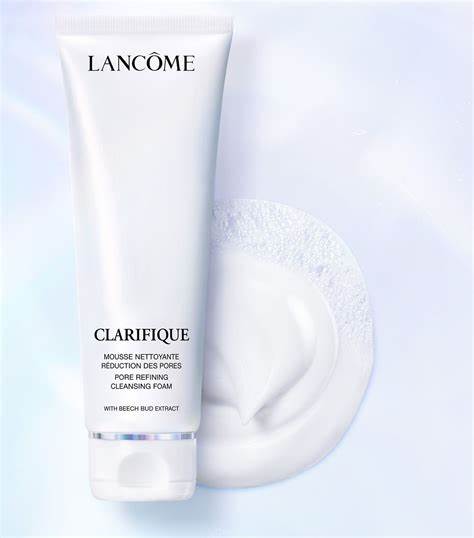 LANCÔME
CLARIFIQUE
MOUSSE NETTOYANTE
RÉDUCTION DES PORES
PORE REFINING
CLEANSING FOAM
WITH BEECH BUD EXTRACT